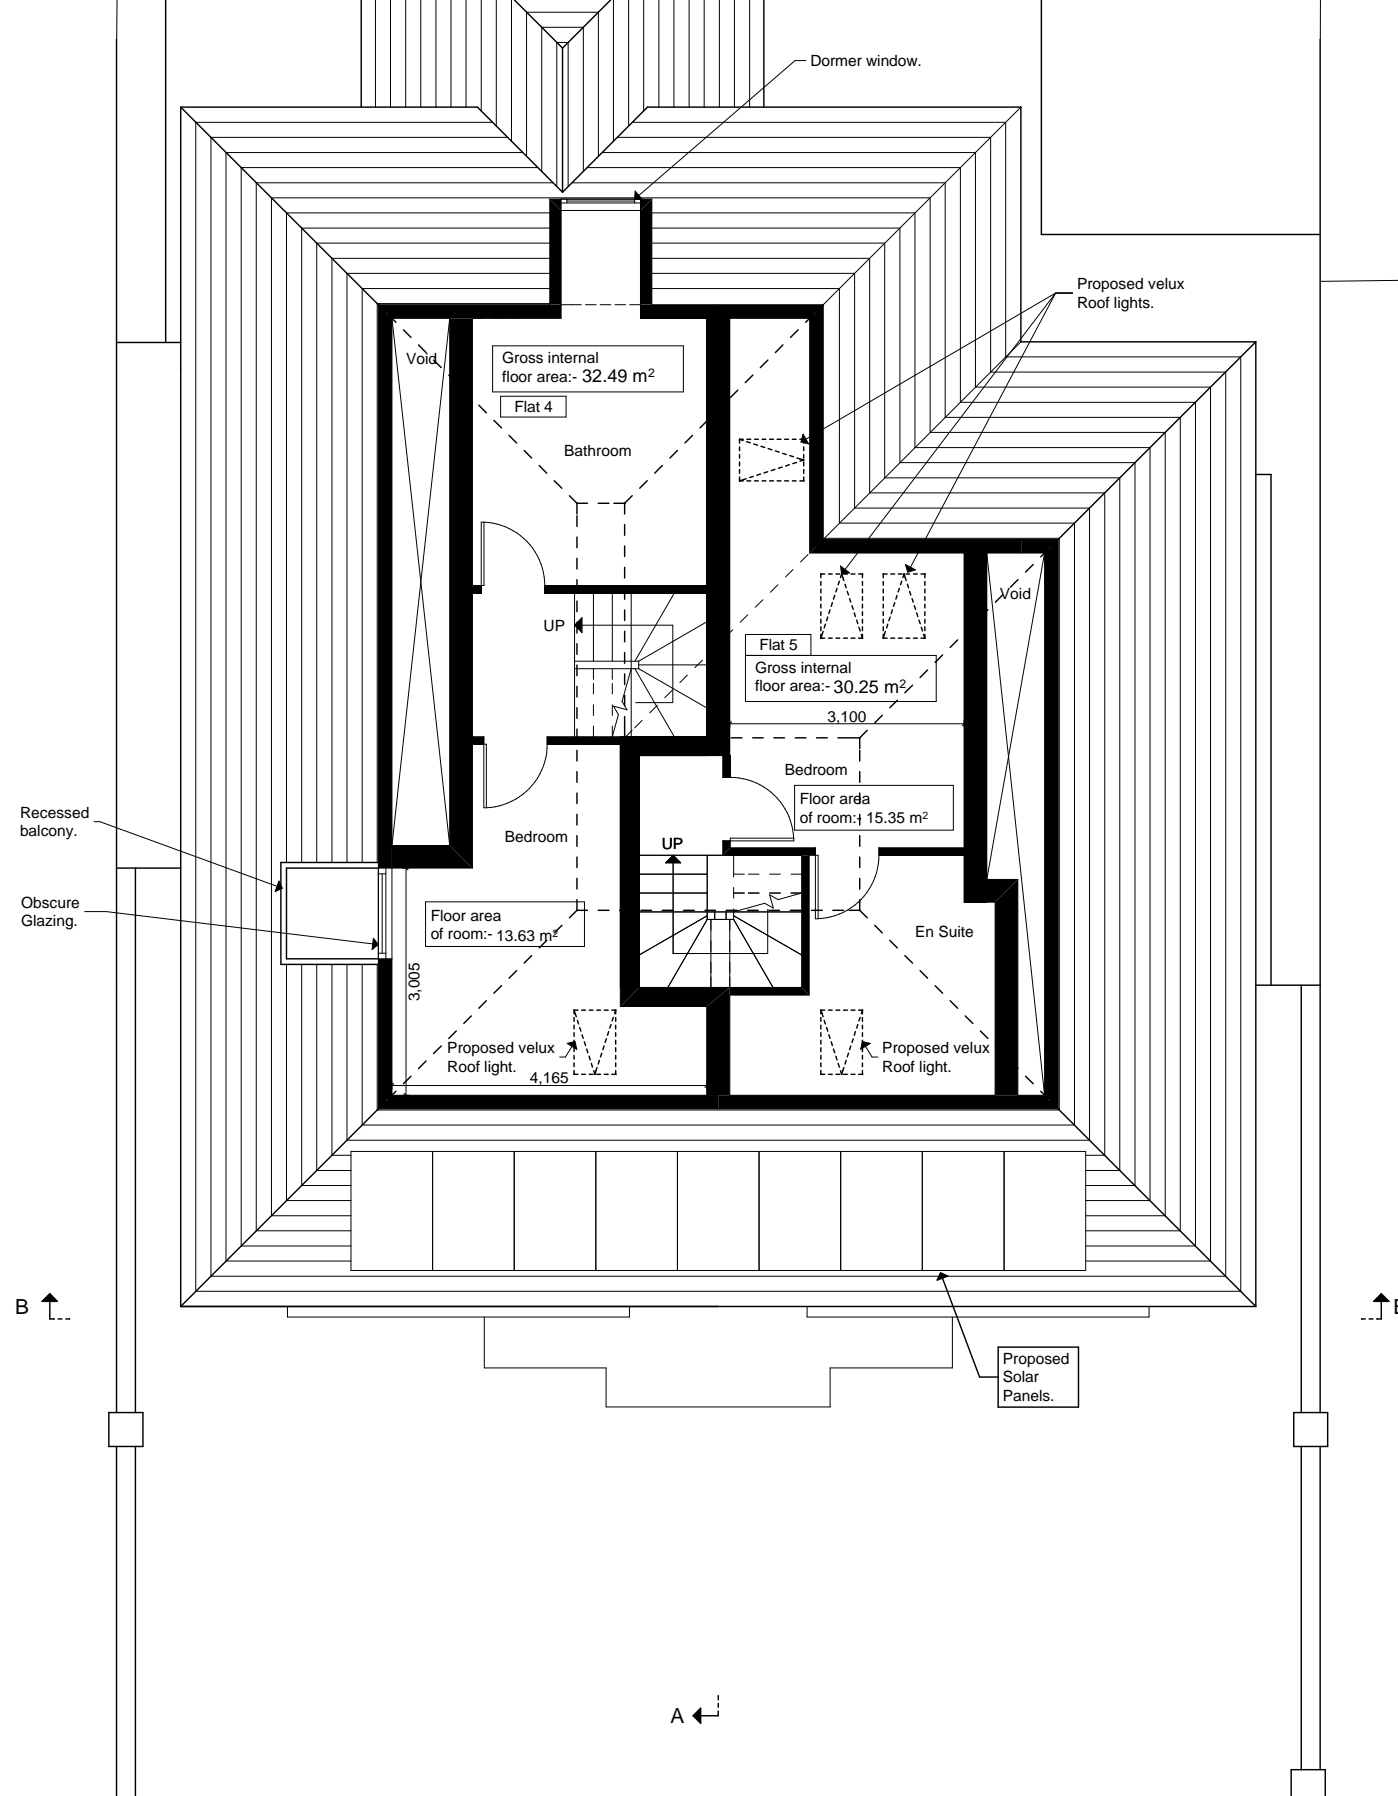 Dormer window.
Proposed velux
Roof lights.
Void
Gross internal
floor area:- 32.49 m²
Flat 4
Bathroom
UP
Void
Flat 5
Gross internal
floor area:- 30.25 m²
3,100
Bedroom
Floor area
of room:- 15.35 m²
Recessed
balcony.
Bedroom
UP
Obscure
Glazing.
Floor area
of room:- 13.63 m²
En Suite
3,005
Proposed velux
Roof light.
4,165
Proposed velux
Roof light.
B
Proposed
Solar
Panels.
A